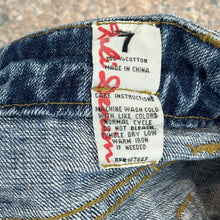 7
100% COTTON
MADE IN CHINA
CARE INSTRUCTIONS
MACHINE WASH COLD
WITH LIKE COLORS
NORMAL CYCLE
DO NOT BLEACH
TUMBLE DRY LOW
WARM IRON
IF NEEDED